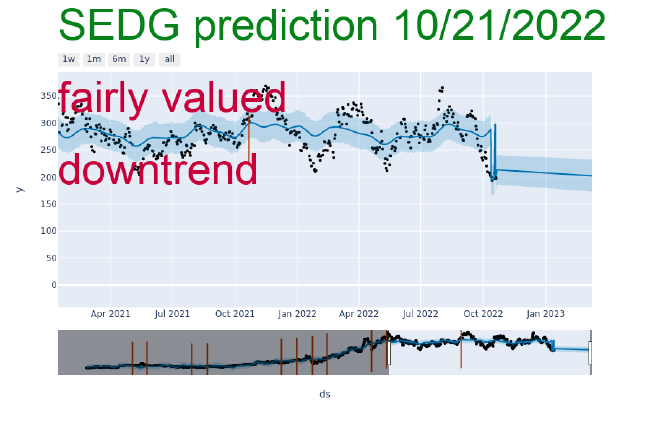 SEDG prediction 10/21/2022
1w 1m 6m 1y all
fairly valued
downtrend
350
300
250
200
150
100
50
0
y
Apr 2021 Jul 2021 Oct 2021 Jan 2022 Apr 2022 Jul 2022 Oct 2022 Jan 2023
ds